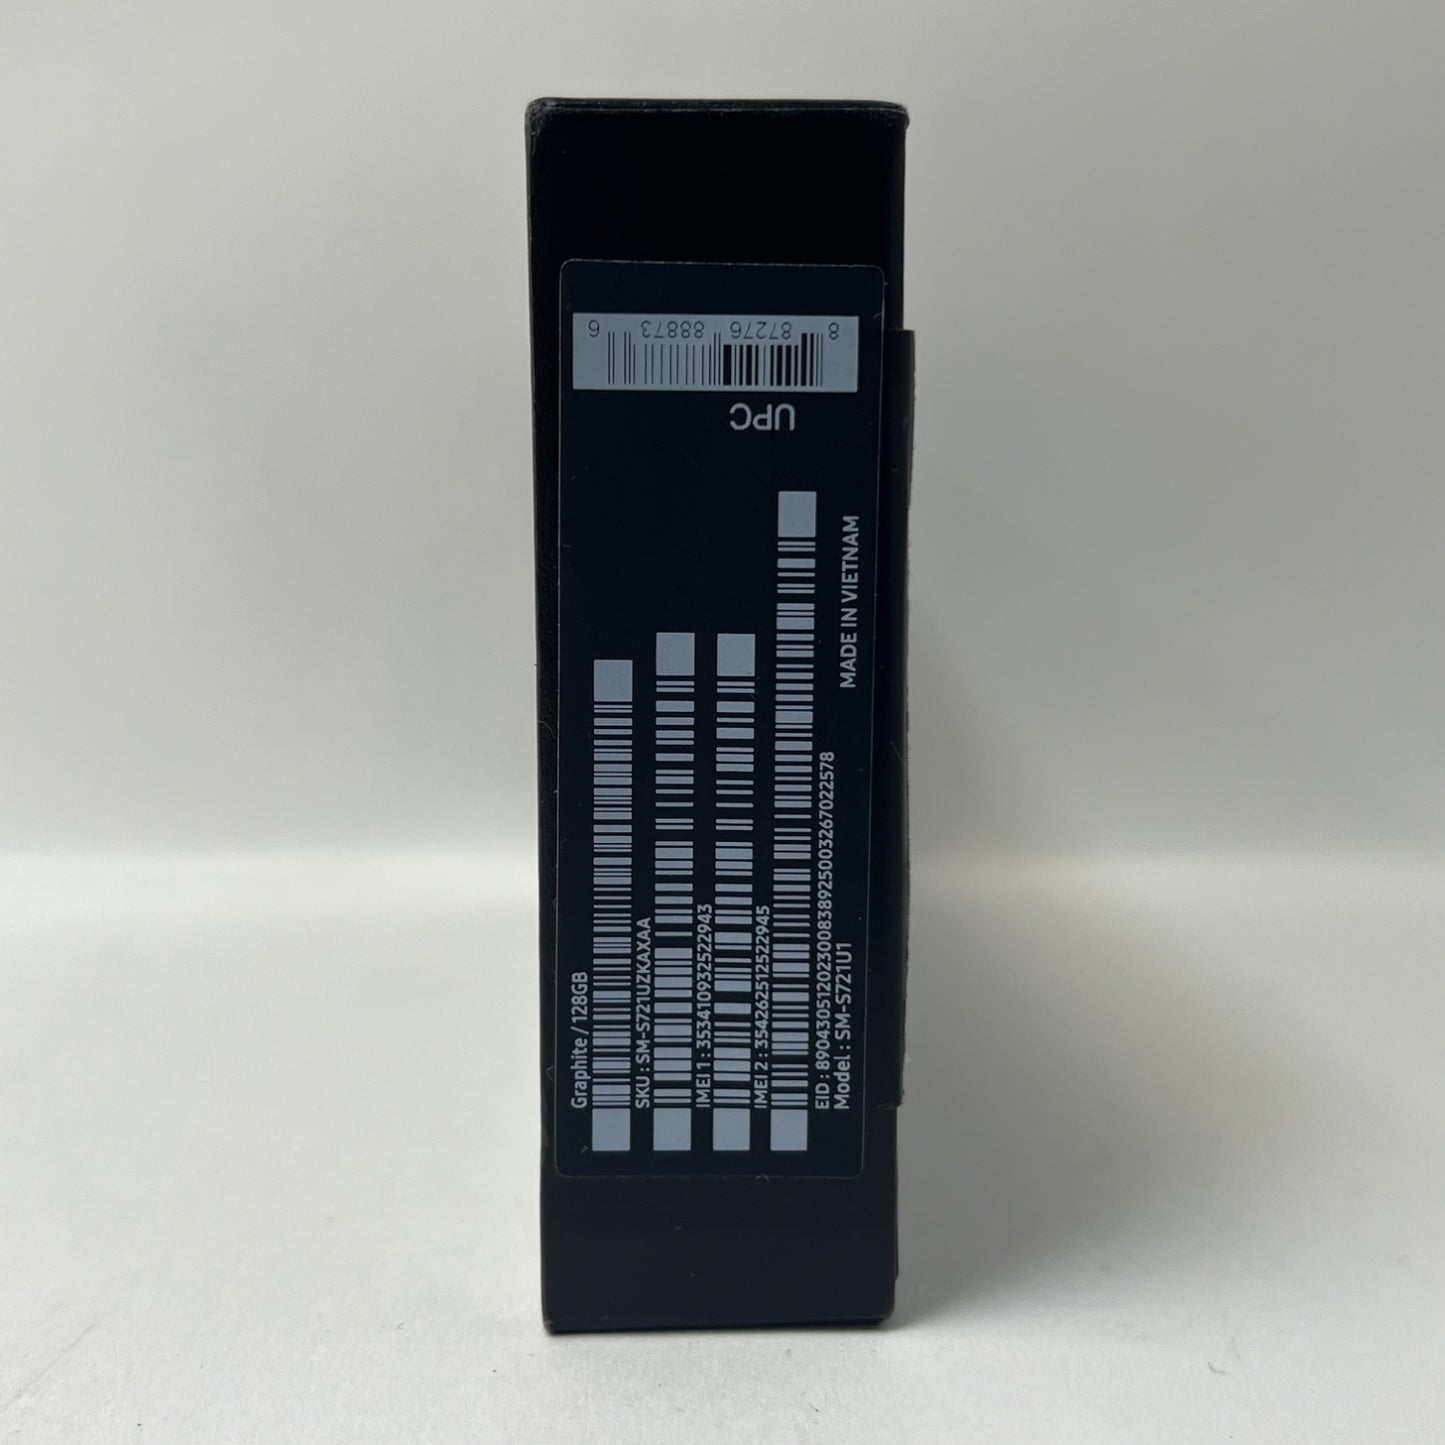 Graphite / 128GB
SKU : SM-S721UZKAXAA
IMEI 1 : 353410932522943
IMEI 2 : 354262512522945
EID : 89043051202300838925003267022578
Model : SM-S721U1
MADE IN VIETNAM
UPC
8 87276 88873 6